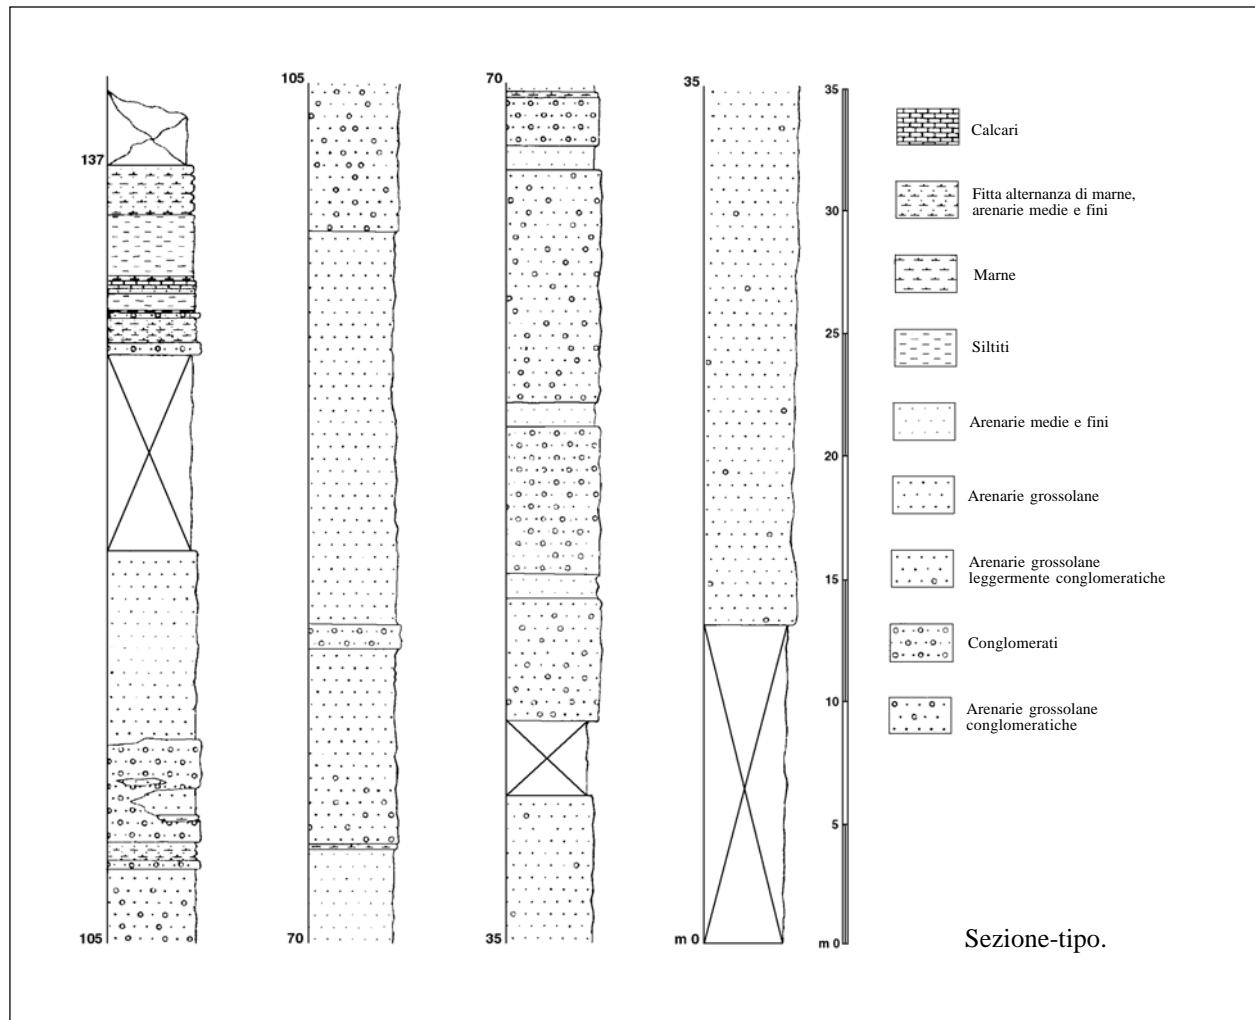 137
105
105
70
70
35
35
m 0
35
30
25
20
15
10
5
m 0
Calcari
Fitta alternanza di marne,
arenarie medie e fini
Marne
Siltiti
Arenarie medie e fini
Arenarie grossolane
Arenarie grossolane
leggermente conglomeratiche
Conglomerati
Arenarie grossolane
conglomeratiche
Sezione-tipo.